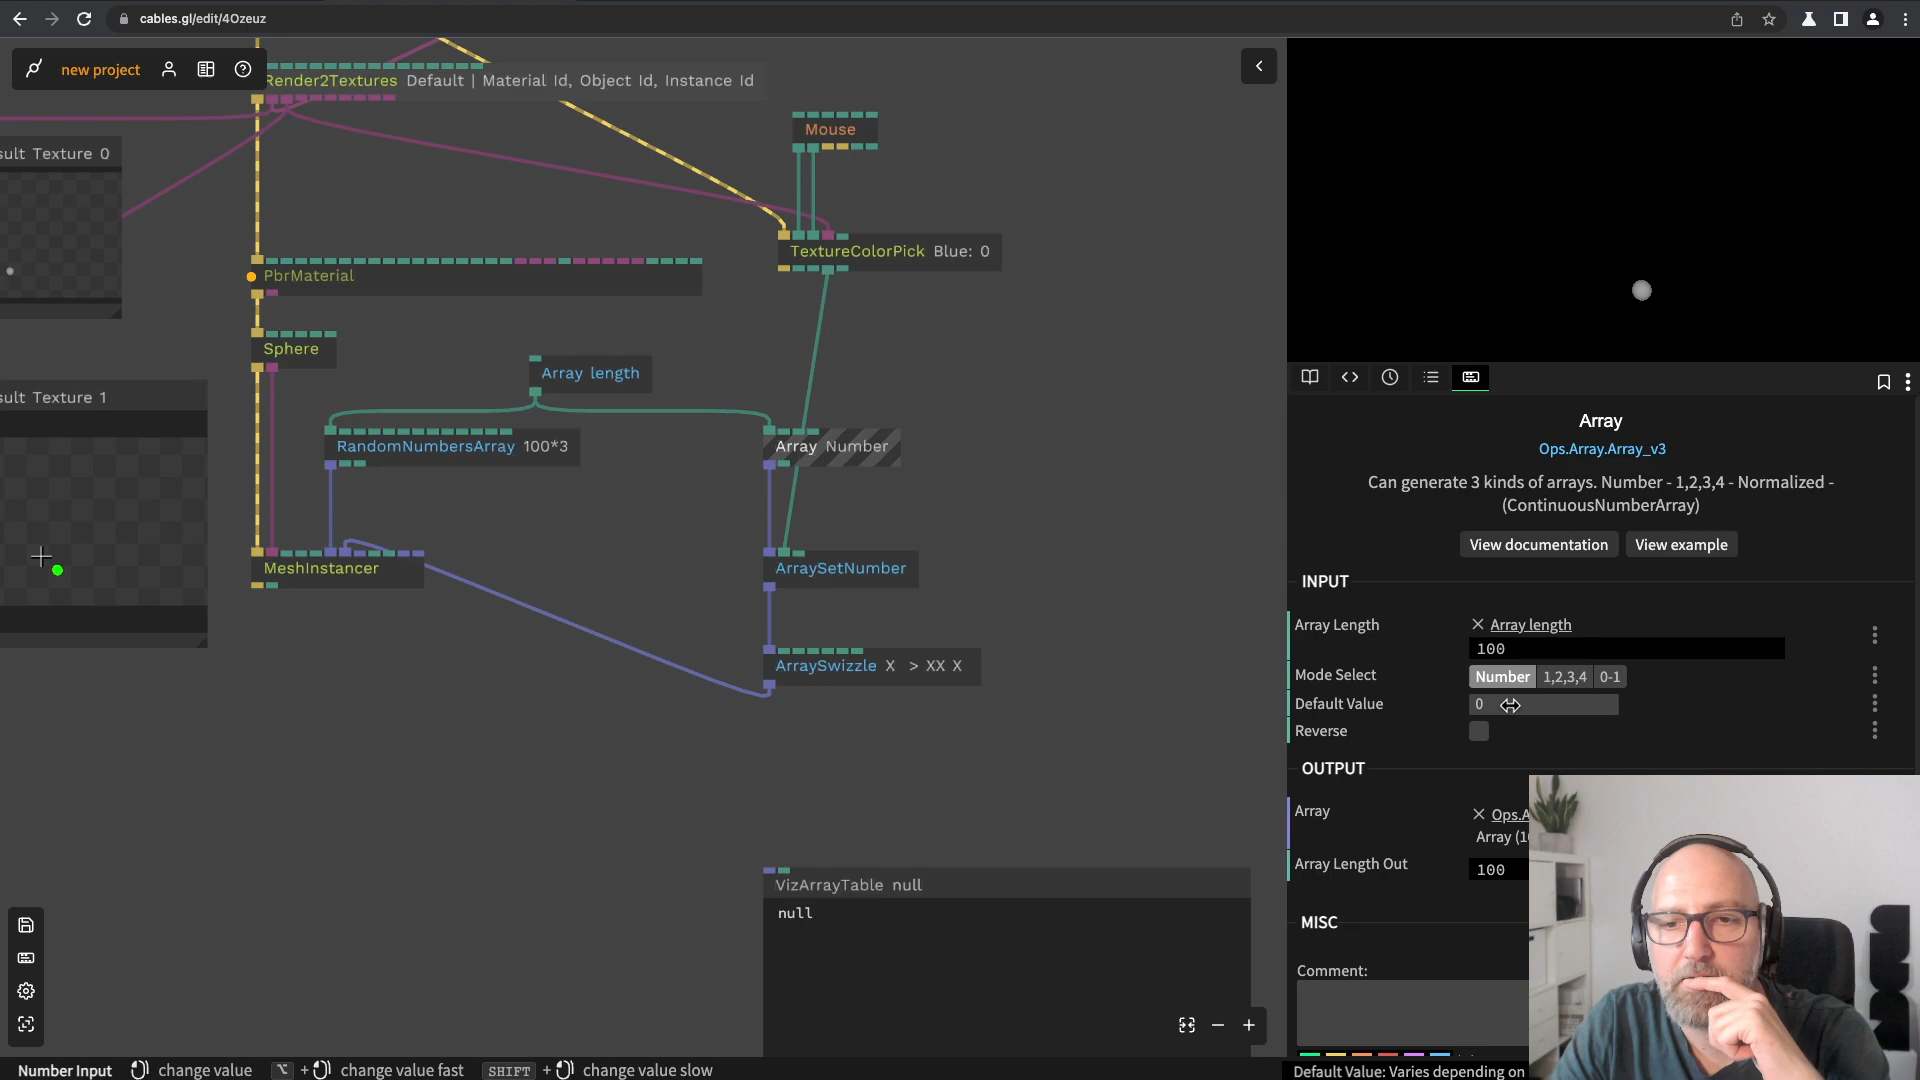 cables.gl/edit/4Ozeuz
new project
Render2Textures Default | Material Id, Object Id, Instance Id
Mouse
sult Texture 0
TextureColorPick Blue: 0
PbrMaterial
Sphere
Array length
sult Texture 1
RandomNumbersArray 100*3
Array Number
MeshInstancer
ArraySetNumber
ArraySwizzle X > XX X
VizArrayTable null
null
Array
Ops.Array.Array_v3
Can generate 3 kinds of arrays. Number - 1,2,3,4 - Normalized -
(ContinuousNumberArray)
View documentation View example
INPUT
Array Length × Array length
100
Mode Select Number 1,2,3,4 0-1
Default Value 0
Reverse
OUTPUT
Array × Ops.A
Array (1
Array Length Out 100
MISC
Comment:
Number Input change value + change value fast SHIFT + change value slow
Default Value: Varies depending on